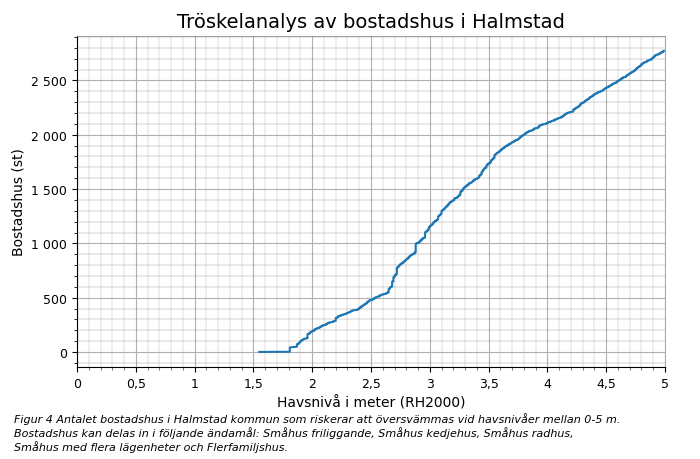 Tröskelanalys av bostadshus i Halmstad
Bostadshus (st)
2 500
2 000
1 500
1 000
500
0
0
0,5
1
1,5
2
2,5
3
3,5
4
4,5
5
Havsnivå i meter (RH2000)
Figur 4 Antalet bostadshus i Halmstad kommun som riskerar att översvämmas vid havsnivåer mellan 0-5 m.
Bostadshus kan delas in i följande ändamål: Småhus friliggande, Småhus kedjehus, Småhus radhus,
Småhus med flera lägenheter och Flerfamiljshus.